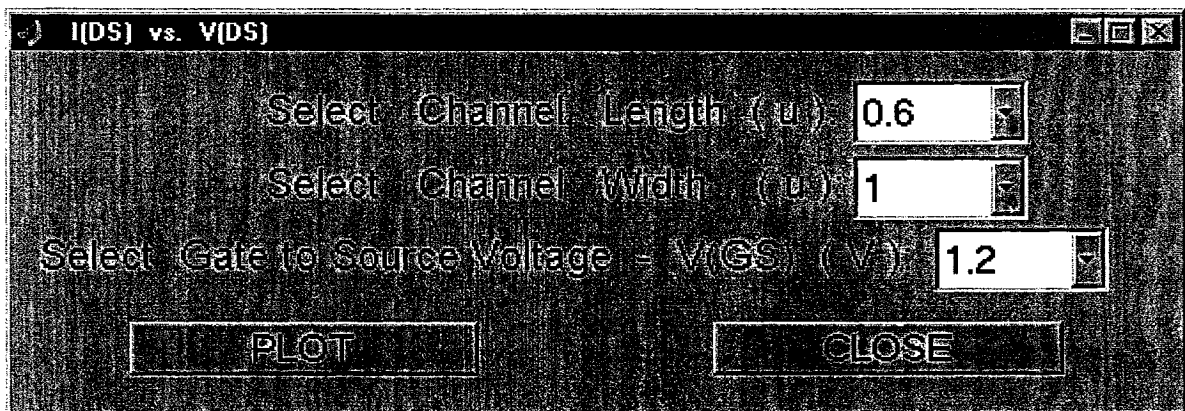 I(DS) vs. V(DS)
Select Channel Length ( u ): 0.6
Select Channel Width ( u ): 1
Select Gate to Source Voltage - V(GS) ( V ): 1.2
PLOT CLOSE